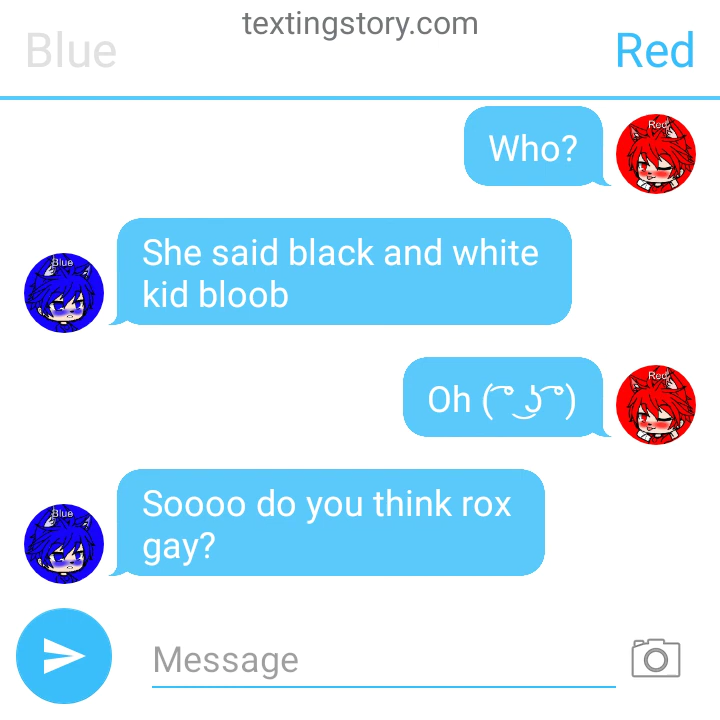 textingstory.com
Blue
Red
Red
Who?
Blue
She said black and white
kid bloob
Red
Oh ( ͡° ͜ʖ ͡°)
Blue
Soooo do you think rox
gay?
Message